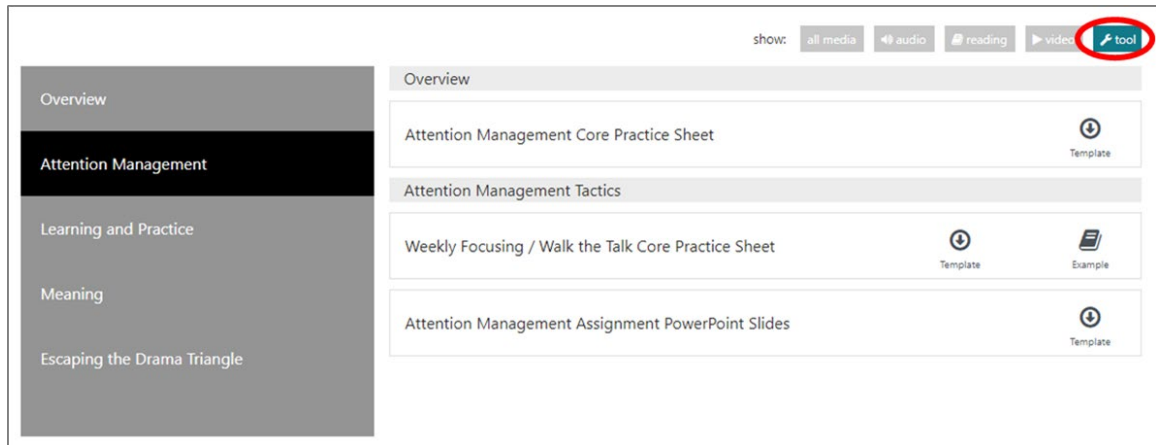 show: all media audio reading video tool
Overview
Attention Management
Learning and Practice
Meaning
Escaping the Drama Triangle
Overview
Attention Management Core Practice Sheet
Template
Attention Management Tactics
Weekly Focusing / Walk the Talk Core Practice Sheet
Template
Example
Attention Management Assignment PowerPoint Slides
Template